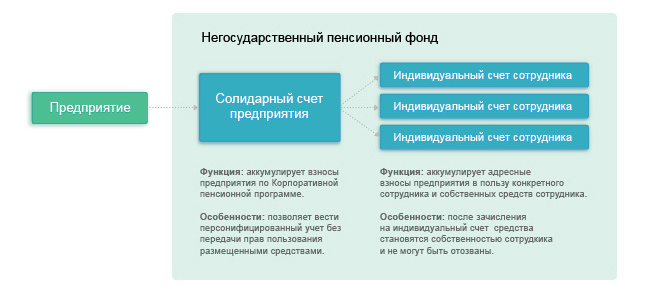 Негосударственный пенсионный фонд
Предприятие
Солидарный счет
предприятия
Индивидуальный счет сотрудника
Индивидуальный счет сотрудника
Индивидуальный счет сотрудника
Функция: аккумулирует взносы
предприятия по Корпоративной
пенсионной программе.
Особенности: позволяет вести
персонифицированный учет без
передачи прав пользования
размещенными средствами.
Функция: аккумулирует адресные
взносы предприятия в пользу конкретного
сотрудника и собственных средств сотрудника.
Особенности: после зачисления
на индивидуальный счет средства
становятся собственностью сотрудкика
и не могут быть отозваны.